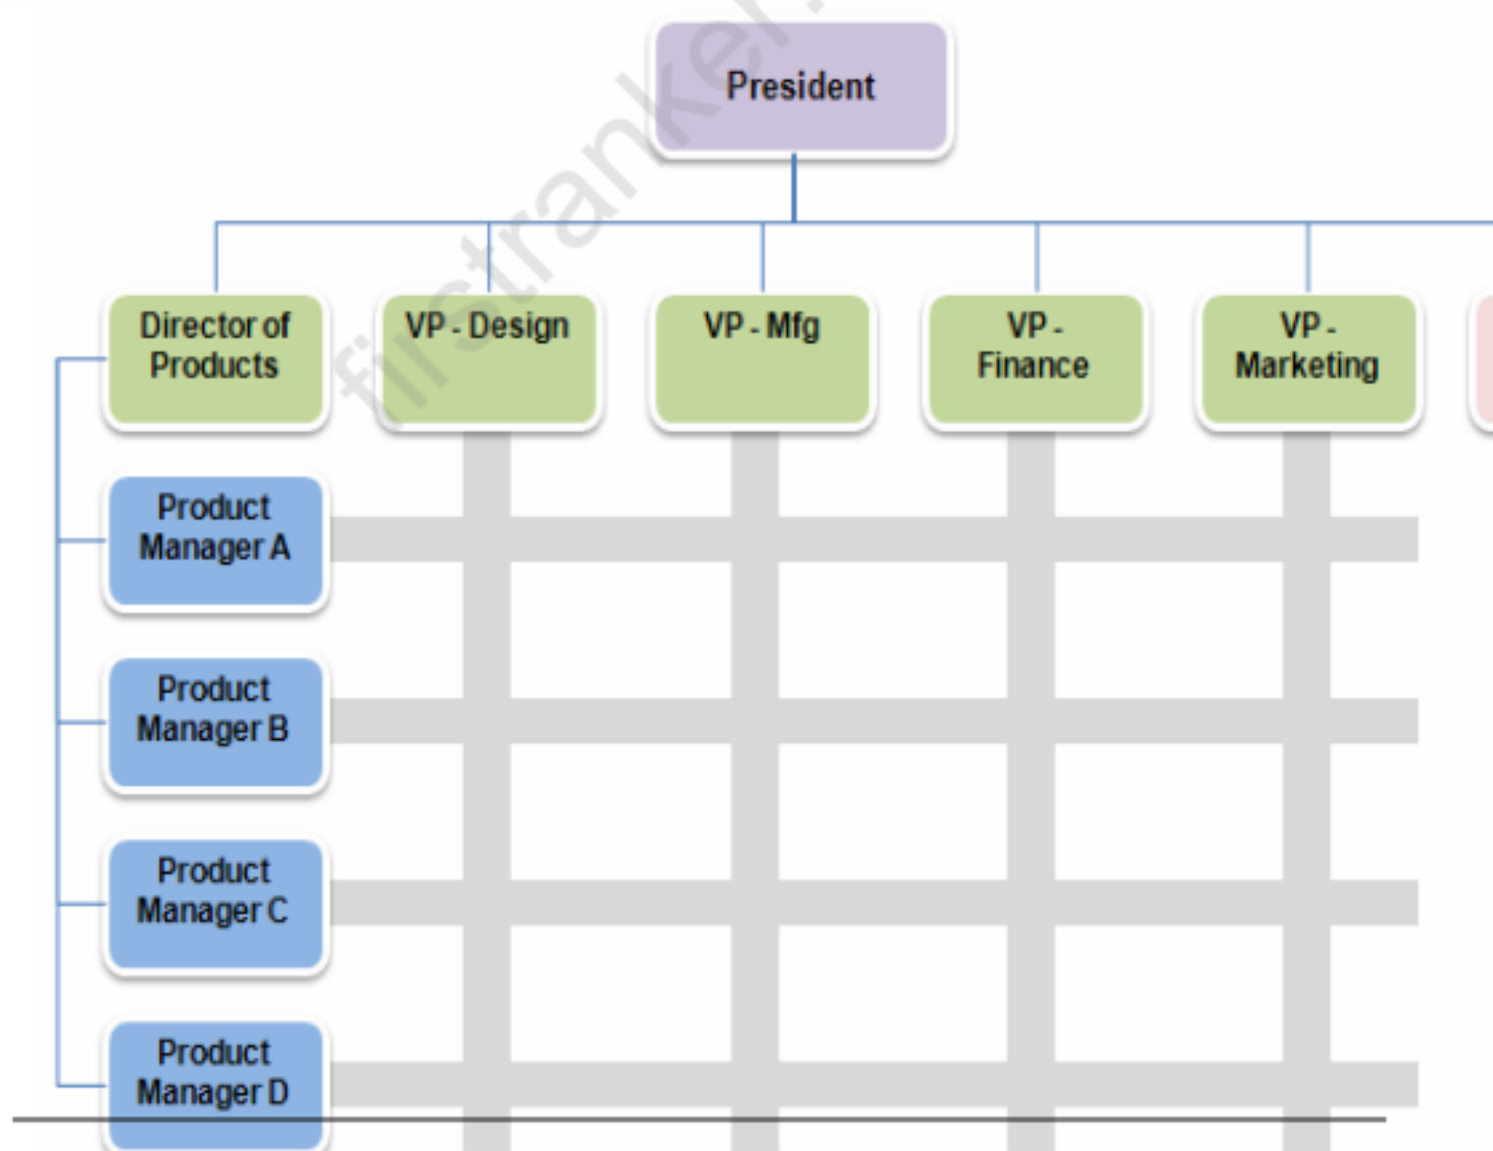 President
Director of
Products
VP - Design
VP - Mfg
VP -
Finance
VP -
Marketing
Product
Manager A
Product
Manager B
Product
Manager C
Product
Manager D
firstranker.